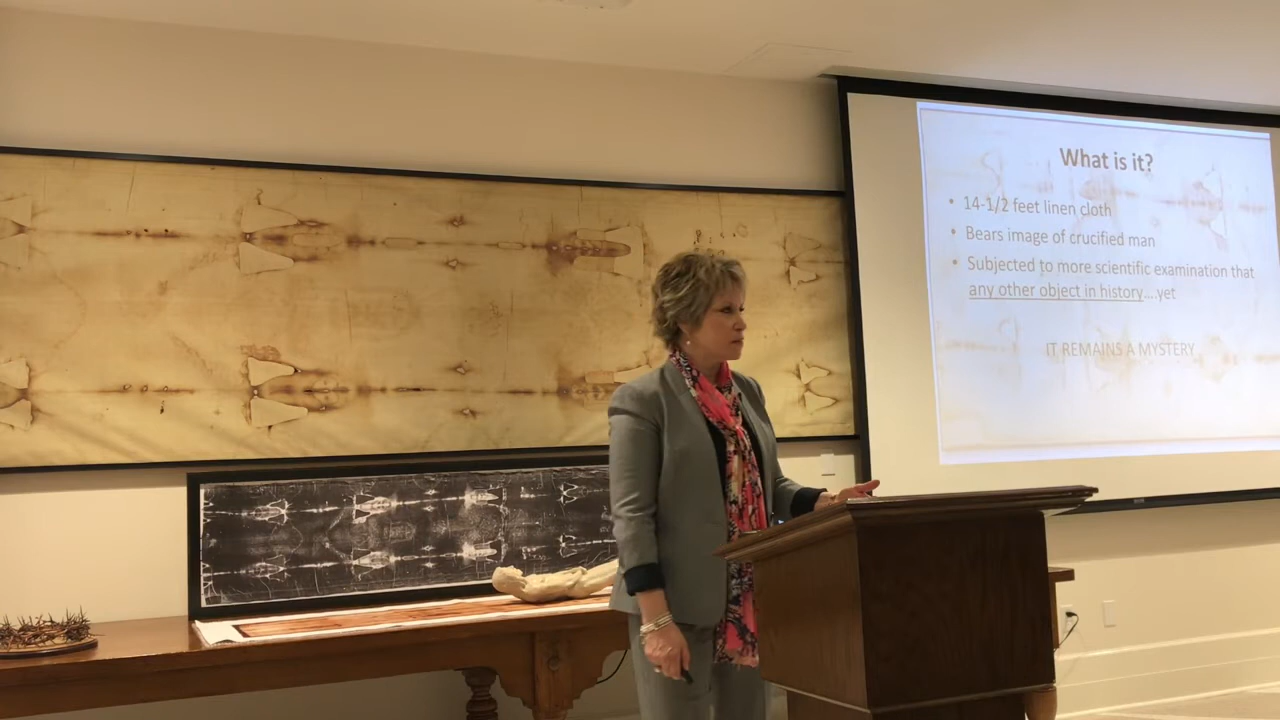 What is it?
• 14-1/2 feet linen cloth
• Bears image of crucified man
• Subjected to more scientific examination that
any other object in history....yet
IT REMAINS A MYSTERY